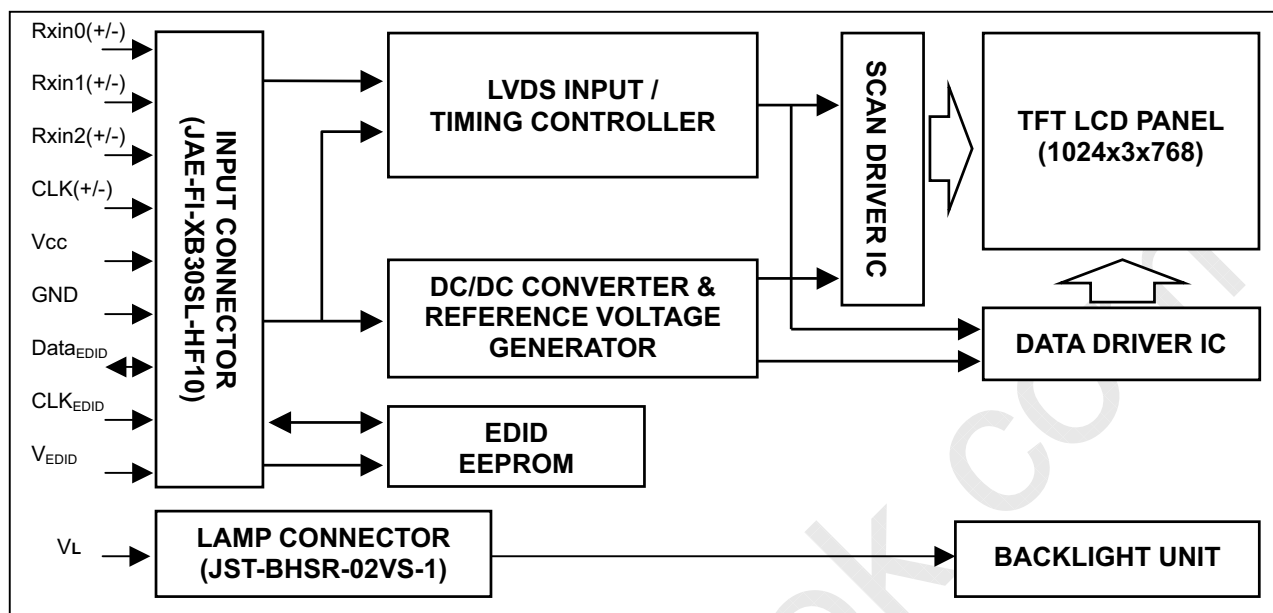 Rxin0(+/-)
Rxin1(+/-)
Rxin2(+/-)
CLK(+/-)
Vcc
GND
DataEDID
CLKEDID
VEDID
VL
INPUT CONNECTOR
(JAE-FI-XB30SL-HF10)
LVDS INPUT /
TIMING CONTROLLER
DC/DC CONVERTER &
REFERENCE VOLTAGE
GENERATOR
EDID
EEPROM
SCAN DRIVER IC
TFT LCD PANEL
(1024x3x768)
DATA DRIVER IC
LAMP CONNECTOR
(JST-BHSR-02VS-1)
BACKLIGHT UNIT